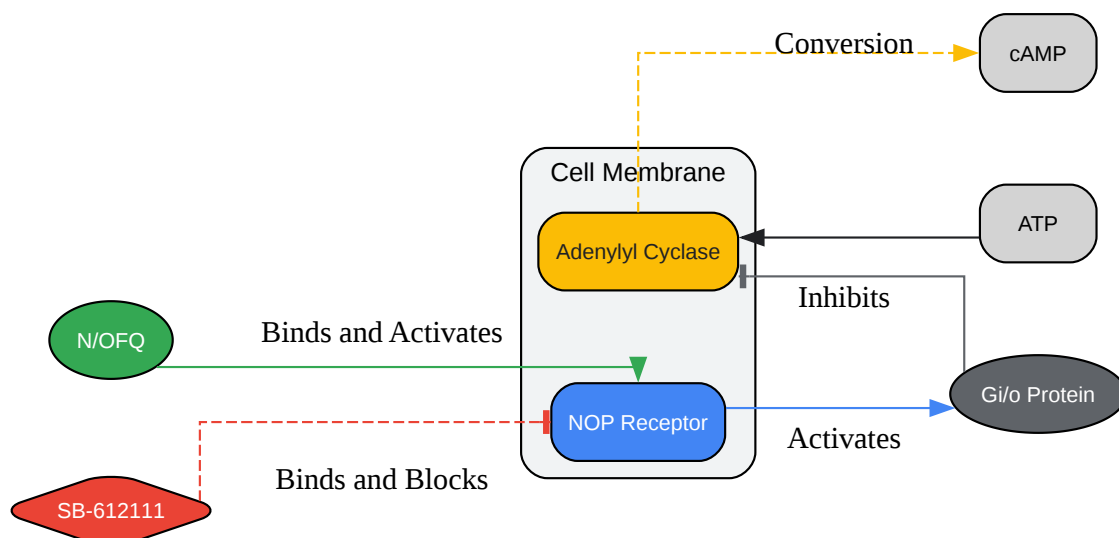 Conversion
cAMP
Cell Membrane
ATP
Adenylyl Cyclase
Inhibits
N/OFQ
Binds and Activates
Gi/o Protein
NOP Receptor
Activates
Binds and Blocks
SB-612111